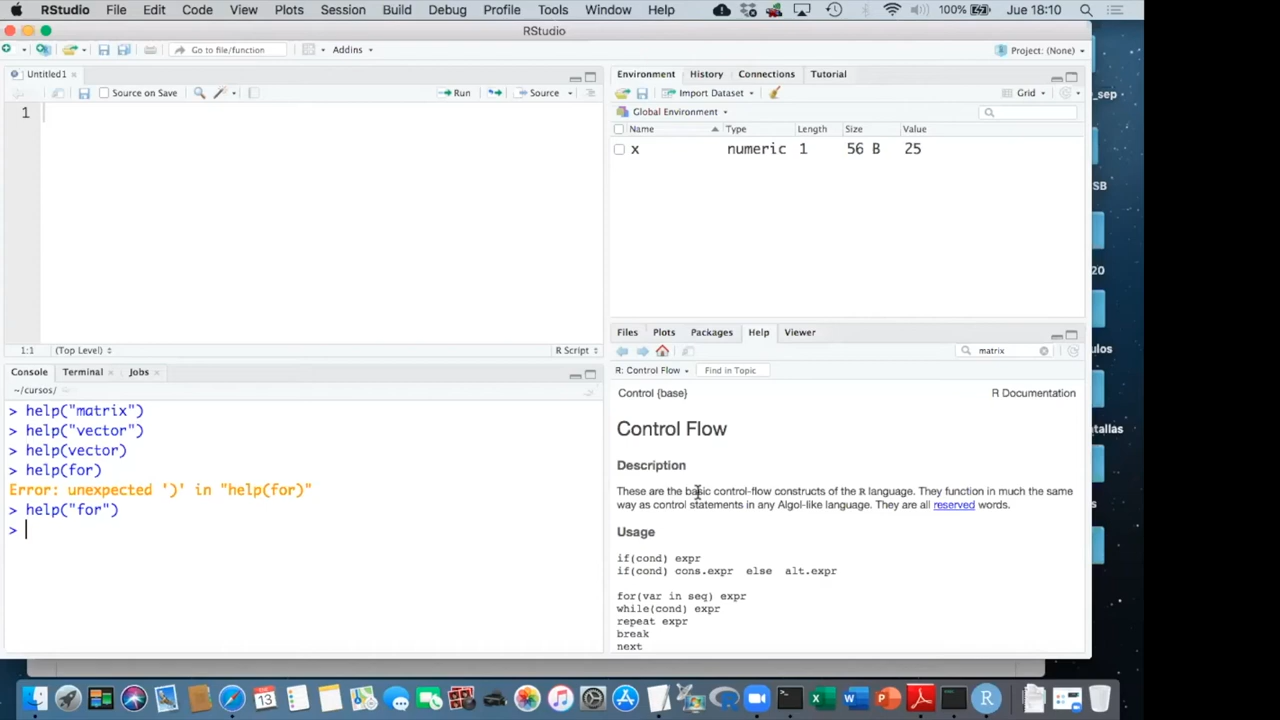 RStudio File Edit Code View Plots Session Build Debug Profile Tools Window Help 100% Jue 18:10
RStudio
Go to file/function Addins Project: (None)
Untitled1
Source on Save Run Source
1
1:1 (Top Level) R Script
Console Terminal Jobs
~/cursos/
> help("matrix")
> help("vector")
> help(vector)
> help(for)
Error: unexpected ')' in "help(for)"
> help("for")
>
Environment History Connections Tutorial
Import Dataset Grid
Global Environment
Name Type Length Size Value
x numeric 1 56 B 25
Files Plots Packages Help Viewer
matrix
R: Control Flow Find in Topic
Control {base} R Documentation
Control Flow
Description
These are the basic control-flow constructs of the R language. They function in much the same
way as control statements in any Algol-like language. They are all reserved words.
Usage
if(cond) expr
if(cond) cons.expr else alt.expr
for(var in seq) expr
while(cond) expr
repeat expr
break
next
_sep
SB
20
ulos
atallas
s
13